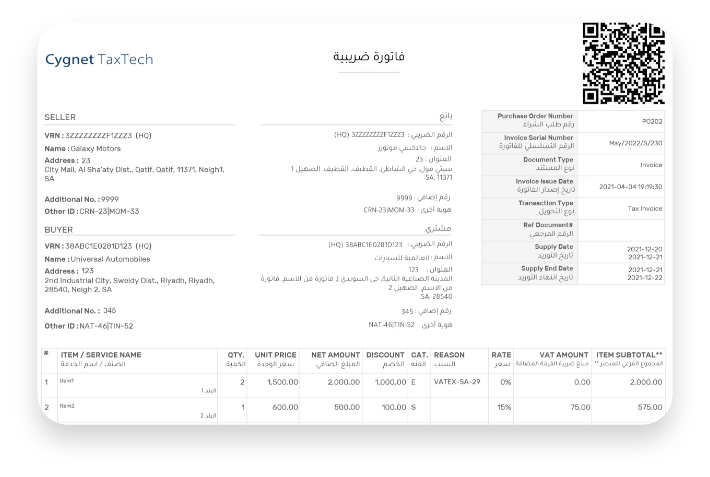 Cygnet TaxTech
فاتورة ضريبية
SELLER
VRN : 3ZZZZZZZZF1ZZZ3 (HQ)
Name : Galaxy Motors
Address : 23
City Mall, Al Sha'aty Dist., Qatif, Qatif, 11371, Neigh1,
SA
Additional No. : 9999
Other ID : CRN-23|MOM-33
بائع
الرقم الضريبي : 3ZZZZZZZZF1ZZZ3 (HQ)
الاسم : جالاكسي موتورز
العنوان : 23
سيتي مول, حي الشاطئ, القطيف, القطيف, الصهيل 1
SA, 11371
رقم إضافي : 9999
هوية أخرى : CRN-23|MOM-33
BUYER
VRN : 38ABC1E0281D123 (HQ)
Name : Universal Automobiles
Address : 123
2nd Industrial City, Sweidy Dist., Riyadh, Riyadh,
28540, Neigh 2, SA
Additional No. : 345
Other ID : NAT-46|TIN-52
مشتري
الرقم الضريبي : 38ABC1E0281D123 (HQ)
الاسم : العالمية للسيارات
العنوان : 123
المدينة الصناعية الثانية, حي السويدي
من الاسم, الصهيل 2
SA, 28540
رقم إضافي : 345
هوية أخرى : NAT-46|TIN-52
Purchase Order Number PO202
رقم طلب الشراء
Invoice Serial Number May/2022/S/230
الرقم التسلسلي للفاتورة
Document Type Invoice
نوع المستند
Invoice Issue Date 2021-04-04 19:19:30
تاريخ إصدار الفاتورة
Transaction Type Tax Invoice
نوع التحويل
Ref Document#
الرقم المرجعي
Supply Date 2021-12-20
تاريخ التوريد 2021-12-21
Supply End Date 2021-12-21
تاريخ انتهاء التوريد 2021-12-22
# ITEM / SERVICE NAME QTY. UNIT PRICE NET AMOUNT DISCOUNT CAT. REASON RATE VAT AMOUNT ITEM SUBTOTAL**
الصنف / اسم الخدمة الكمية سعر الوحدة المبلغ الصافي الخصم الفئه السبب سعر مبلغ ضريبة القيمة المضافة المجموع الفرعي للعنصر **
1 Item1 2 1,500.00 2,000.00 1,000.00 E VATEX-SA-29 0% 0.00 2,000.00
البند 1
2 Item2 1 600.00 500.00 100.00 S 15% 75.00 575.00
البند 2